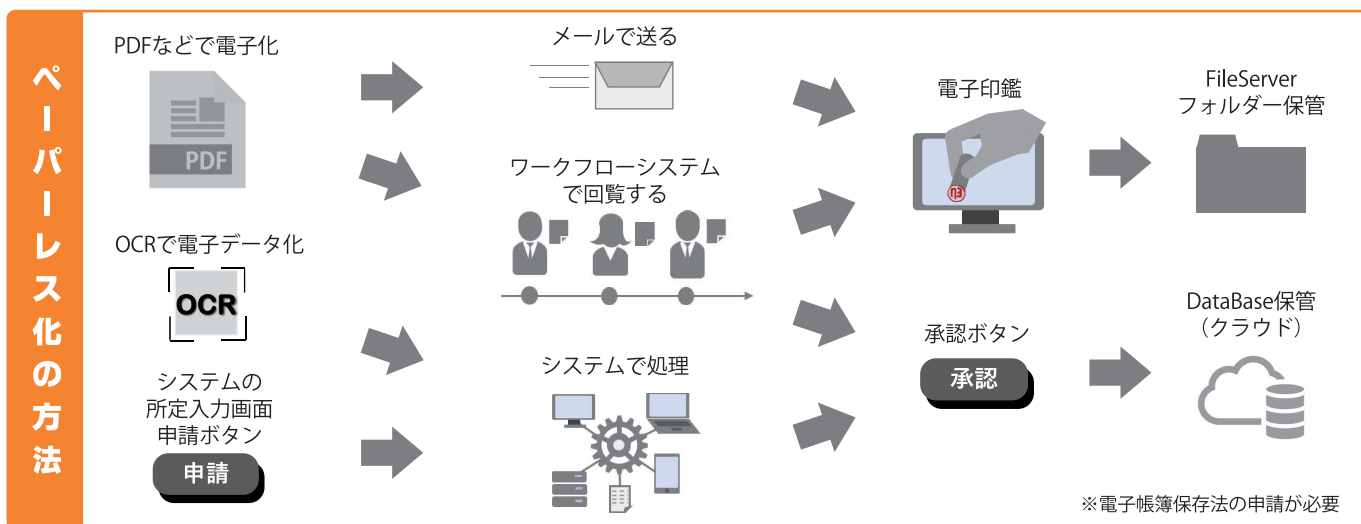 ペーパーレス化の方法
PDFなどで電子化
PDF
OCRで電子データ化
OCR
システムの
所定入力画面
申請ボタン
申請
メールで送る
ワークフローシステム
で回覧する
システムで処理
電子印鑑
印
承認ボタン
承認
FileServer
フォルダー保管
DataBase保管
（クラウド）
※電子帳簿保存法の申請が必要